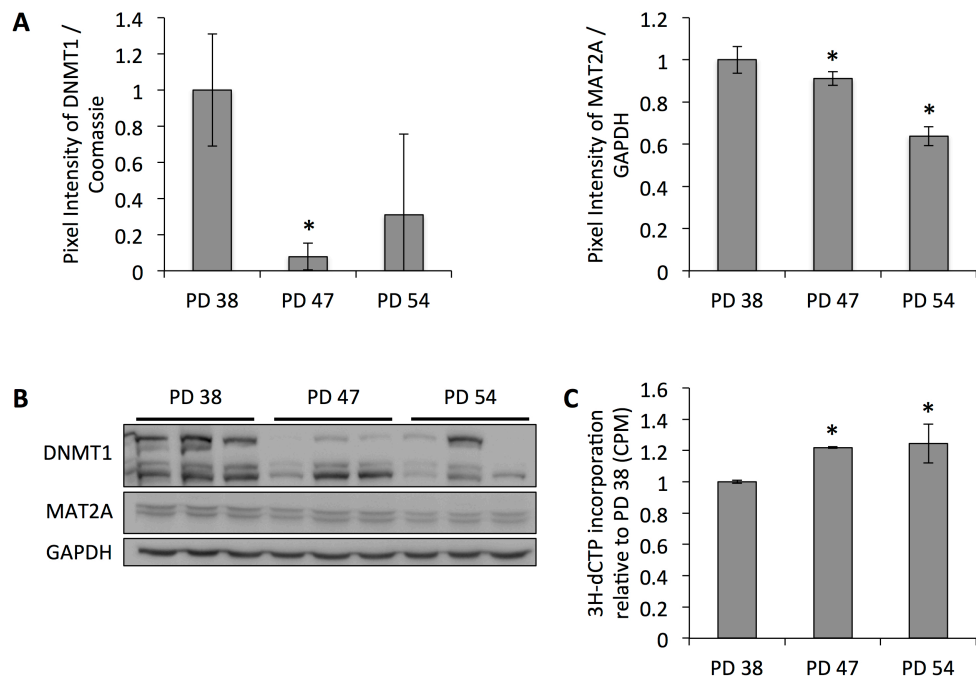 A
Pixel Intensity of DNMT1 /
Coomassie
1.4
1.2
1
0.8
0.6
0.4
0.2
0
*
PD 38
PD 47
PD 54
Pixel Intensity of MAT2A /
GAPDH
1.2
1
0.8
0.6
0.4
0.2
0
*
*
PD 38
PD 47
PD 54
B
PD 38
PD 47
PD 54
DNMT1
MAT2A
GAPDH
C
3H-dCTP incorporation
relative to PD 38 (CPM)
1.6
1.4
1.2
1
0.8
0.6
0.4
0.2
0
*
*
PD 38
PD 47
PD 54